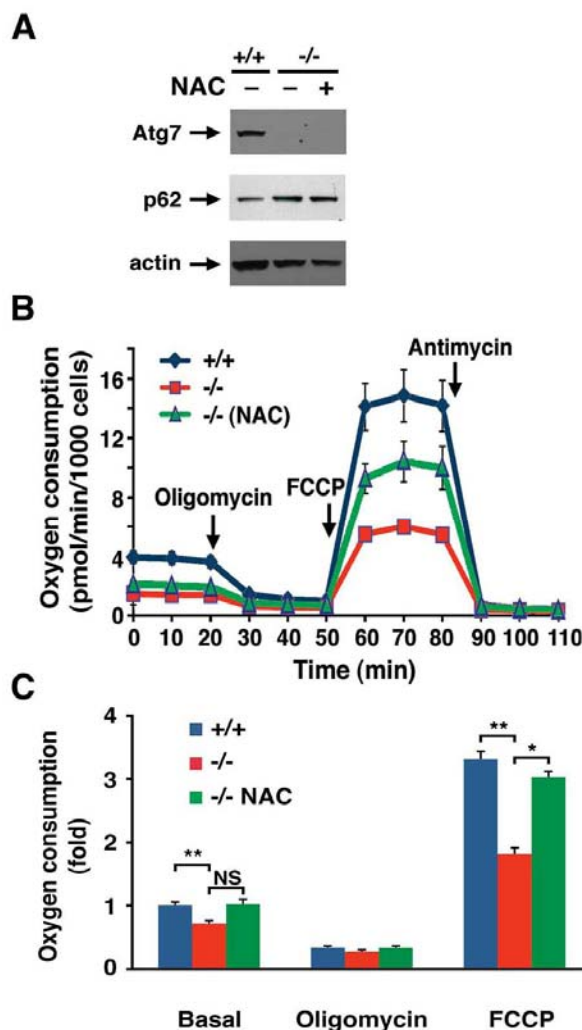 A
+/+ -/-
NAC – – +
Atg7
p62
actin
B
+/+
-/-
-/- (NAC)
Antimycin
Oligomycin
FCCP
16
12
8
4
0
Oxygen consumption
(pmol/min/1000 cells)
0 10 20 30 40 50 60 70 80 90 100 110
Time (min)
C
+/+
-/-
-/- NAC
** NS
** *
4
3
2
1
0
Oxygen consumption
(fold)
Basal Oligomycin FCCP